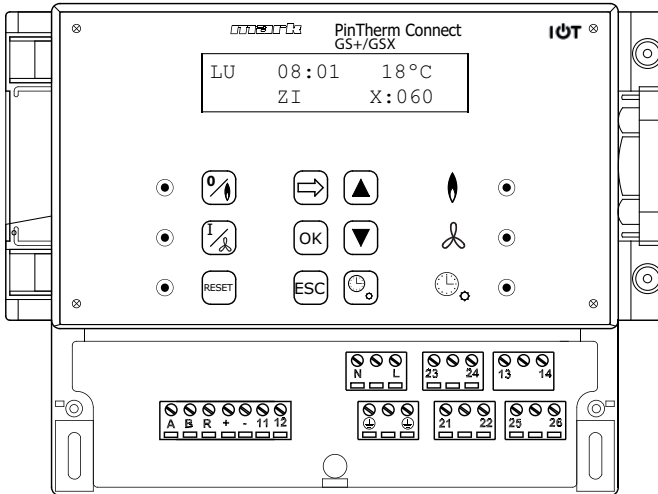 mark PinTherm Connect IOT
GS+/GSX
LU 08:01 18°C
ZI X:060
0/
I/
OK
RESET ESC
N L 23 24 13 14
A B R + - 11 12 21 22 25 26